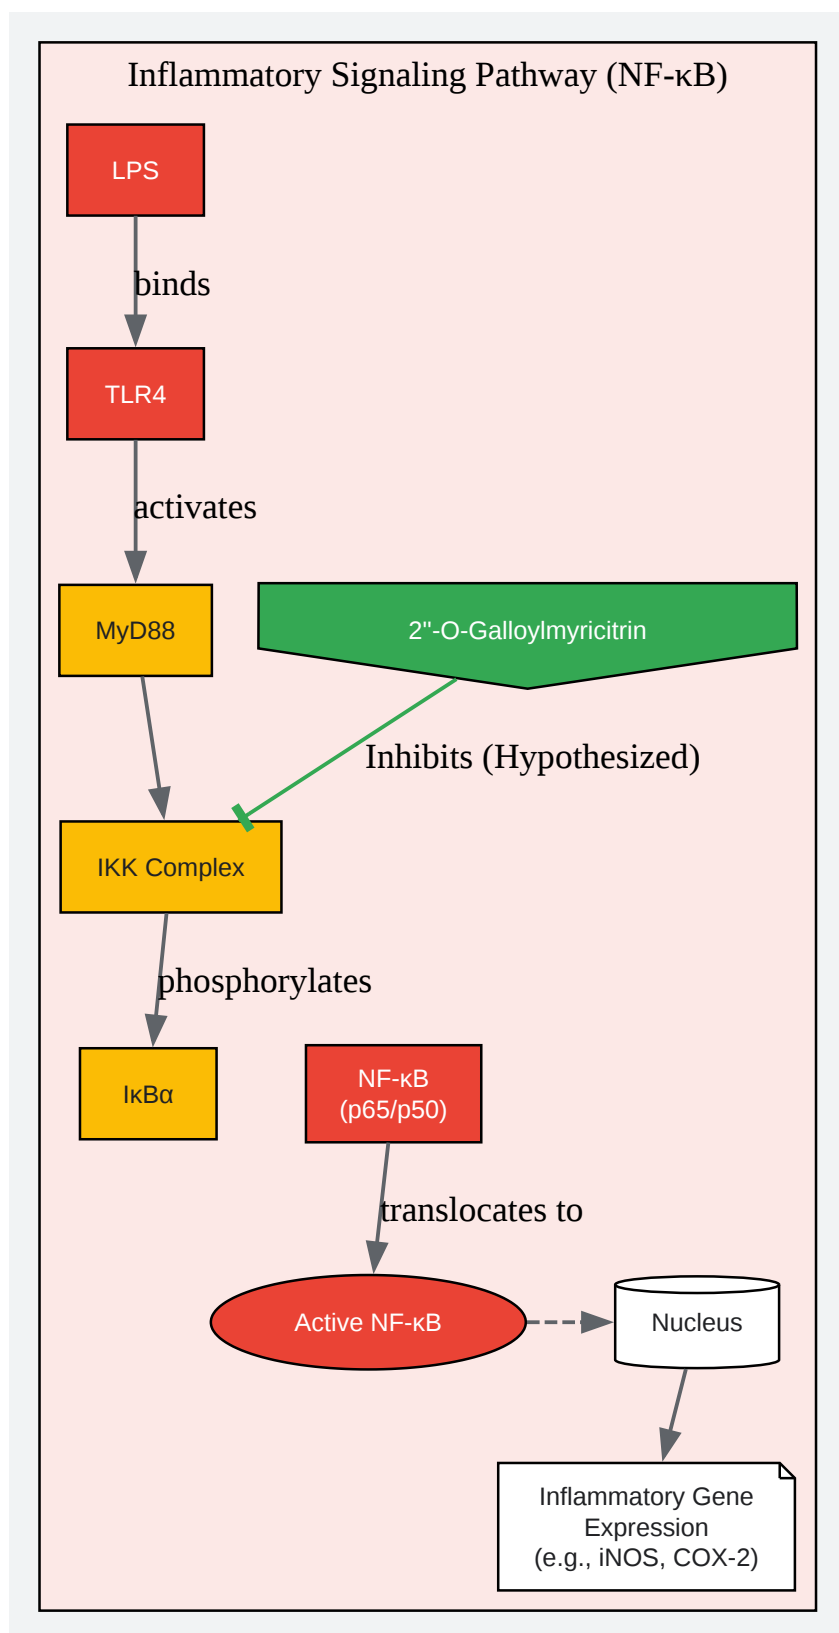 Inflammatory Signaling Pathway (NF-κB)
LPS
binds
TLR4
activates
MyD88
2"-O-Galloylmyricitrin
Inhibits (Hypothesized)
IKK Complex
phosphorylates
IκBα
NF-κB
(p65/p50)
translocates to
Active NF-κB
Nucleus
Inflammatory Gene
Expression
(e.g., iNOS, COX-2)